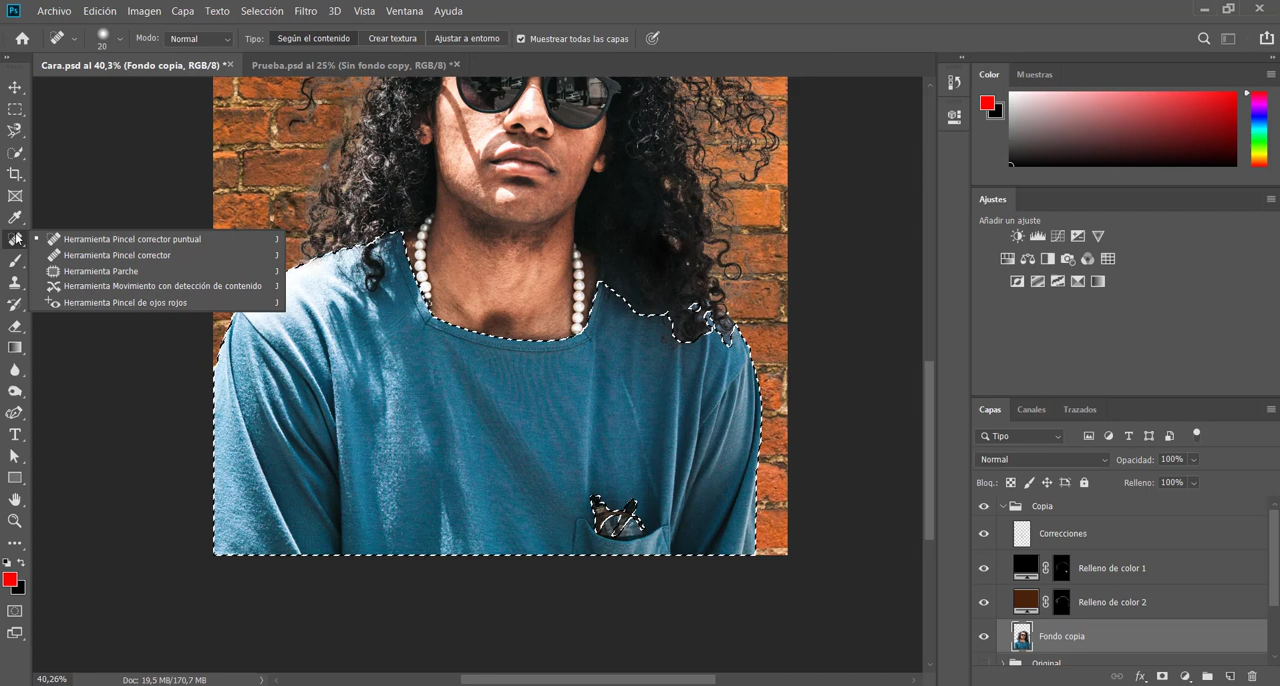 Ps Archivo Edición Imagen Capa Texto Selección Filtro 3D Vista Ventana Ayuda
20 Modo: Normal Tipo: Según el contenido Crear textura Ajustar a entorno Muestrear todas las capas
Cara.psd al 40,3% (Fondo copia, RGB/8) * Prueba.psd al 25% (Sin fondo copy, RGB/8) *
Herramienta Pincel corrector puntual J
Herramienta Pincel corrector J
Herramienta Parche J
Herramienta Movimiento con detección de contenido J
Herramienta Pincel de ojos rojos J
Color Muestras
Ajustes
Añadir un ajuste
Capas Canales Trazados
Tipo
Normal Opacidad: 100%
Bloq.: Relleno: 100%
Copia
Correcciones
Relleno de color 1
Relleno de color 2
Fondo copia
Original
40,26% Doc: 19,5 MB/170,7 MB